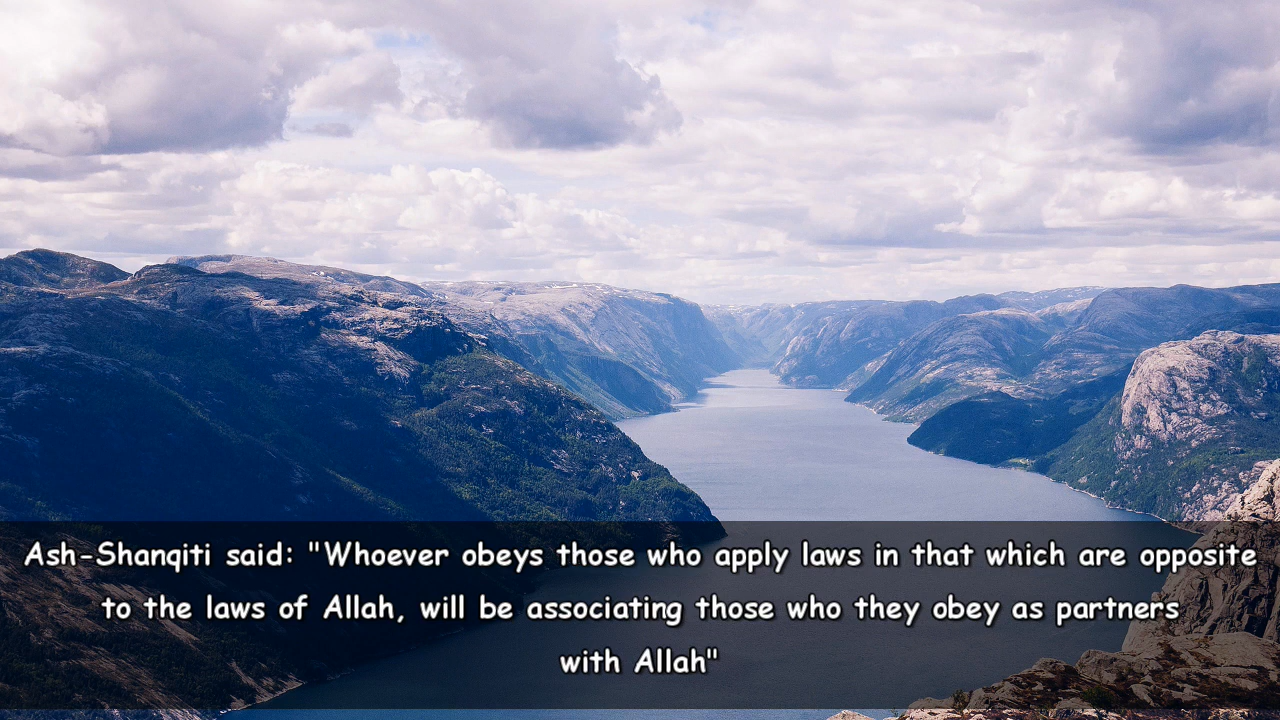 Ash-Shanqiti said: "Whoever obeys those who apply laws in that which are opposite
to the laws of Allah, will be associating those who they obey as partners
with Allah"